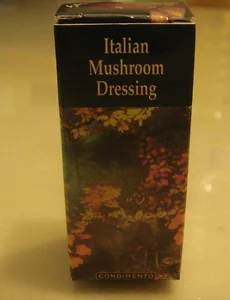 Italian
Mushroom
Dressing
CONDIMENTO